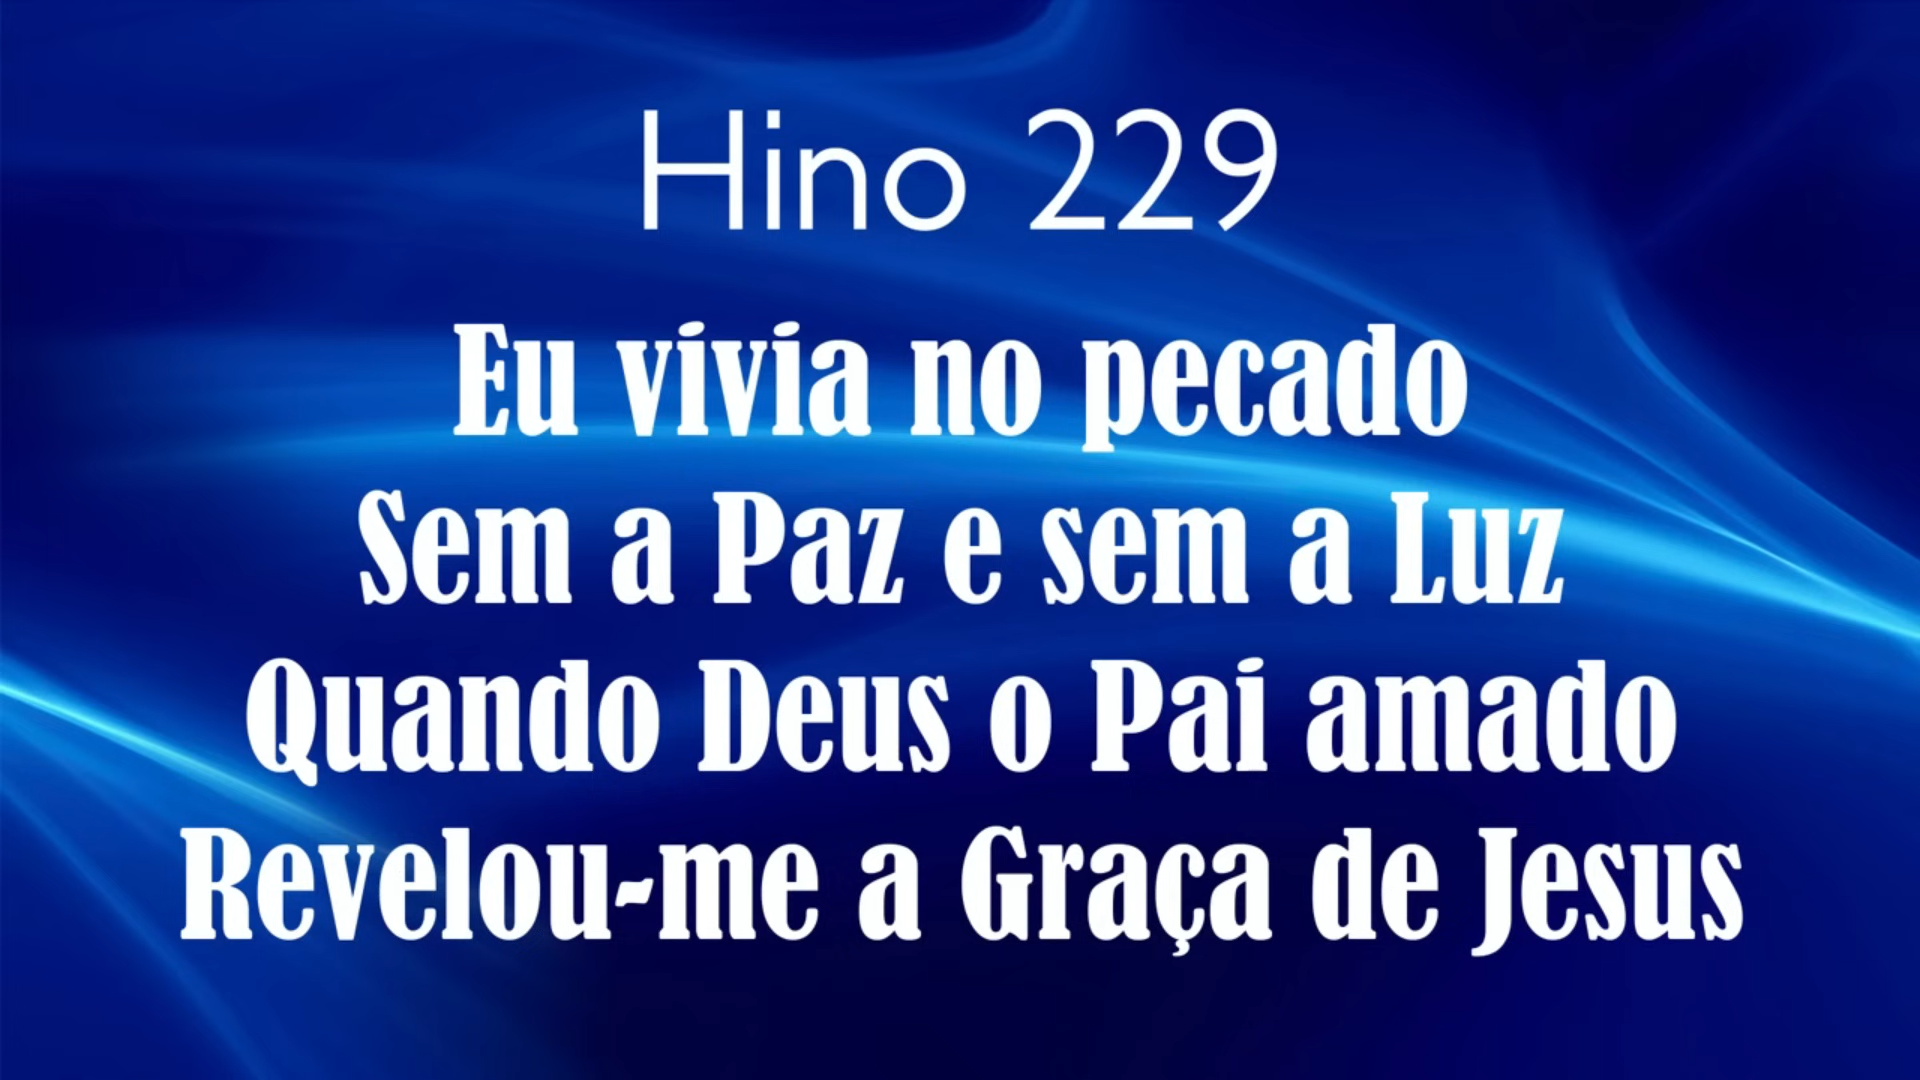 Hino 229
Eu vivia no pecado
Sem a Paz e sem a Luz
Quando Deus o Pai amado
Revelou-me a Graça de Jesus